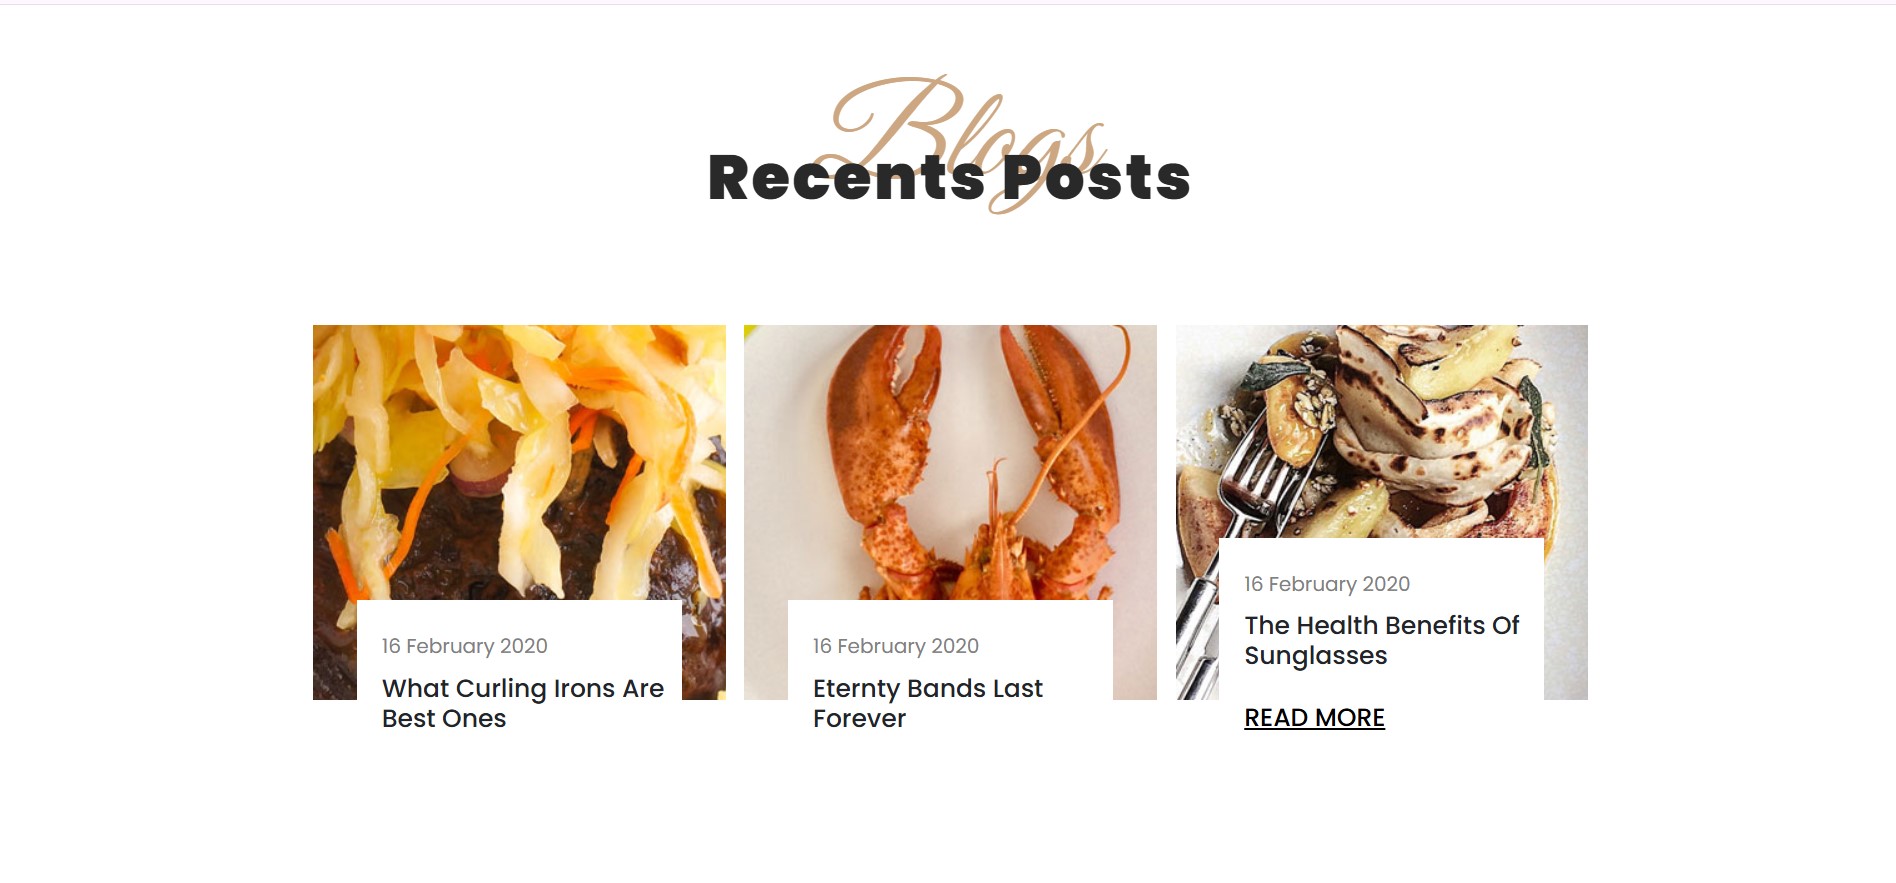 Blogs
Recents Posts
16 February 2020
What Curling Irons Are
Best Ones
16 February 2020
Eternty Bands Last
Forever
16 February 2020
The Health Benefits Of
Sunglasses
READ MORE